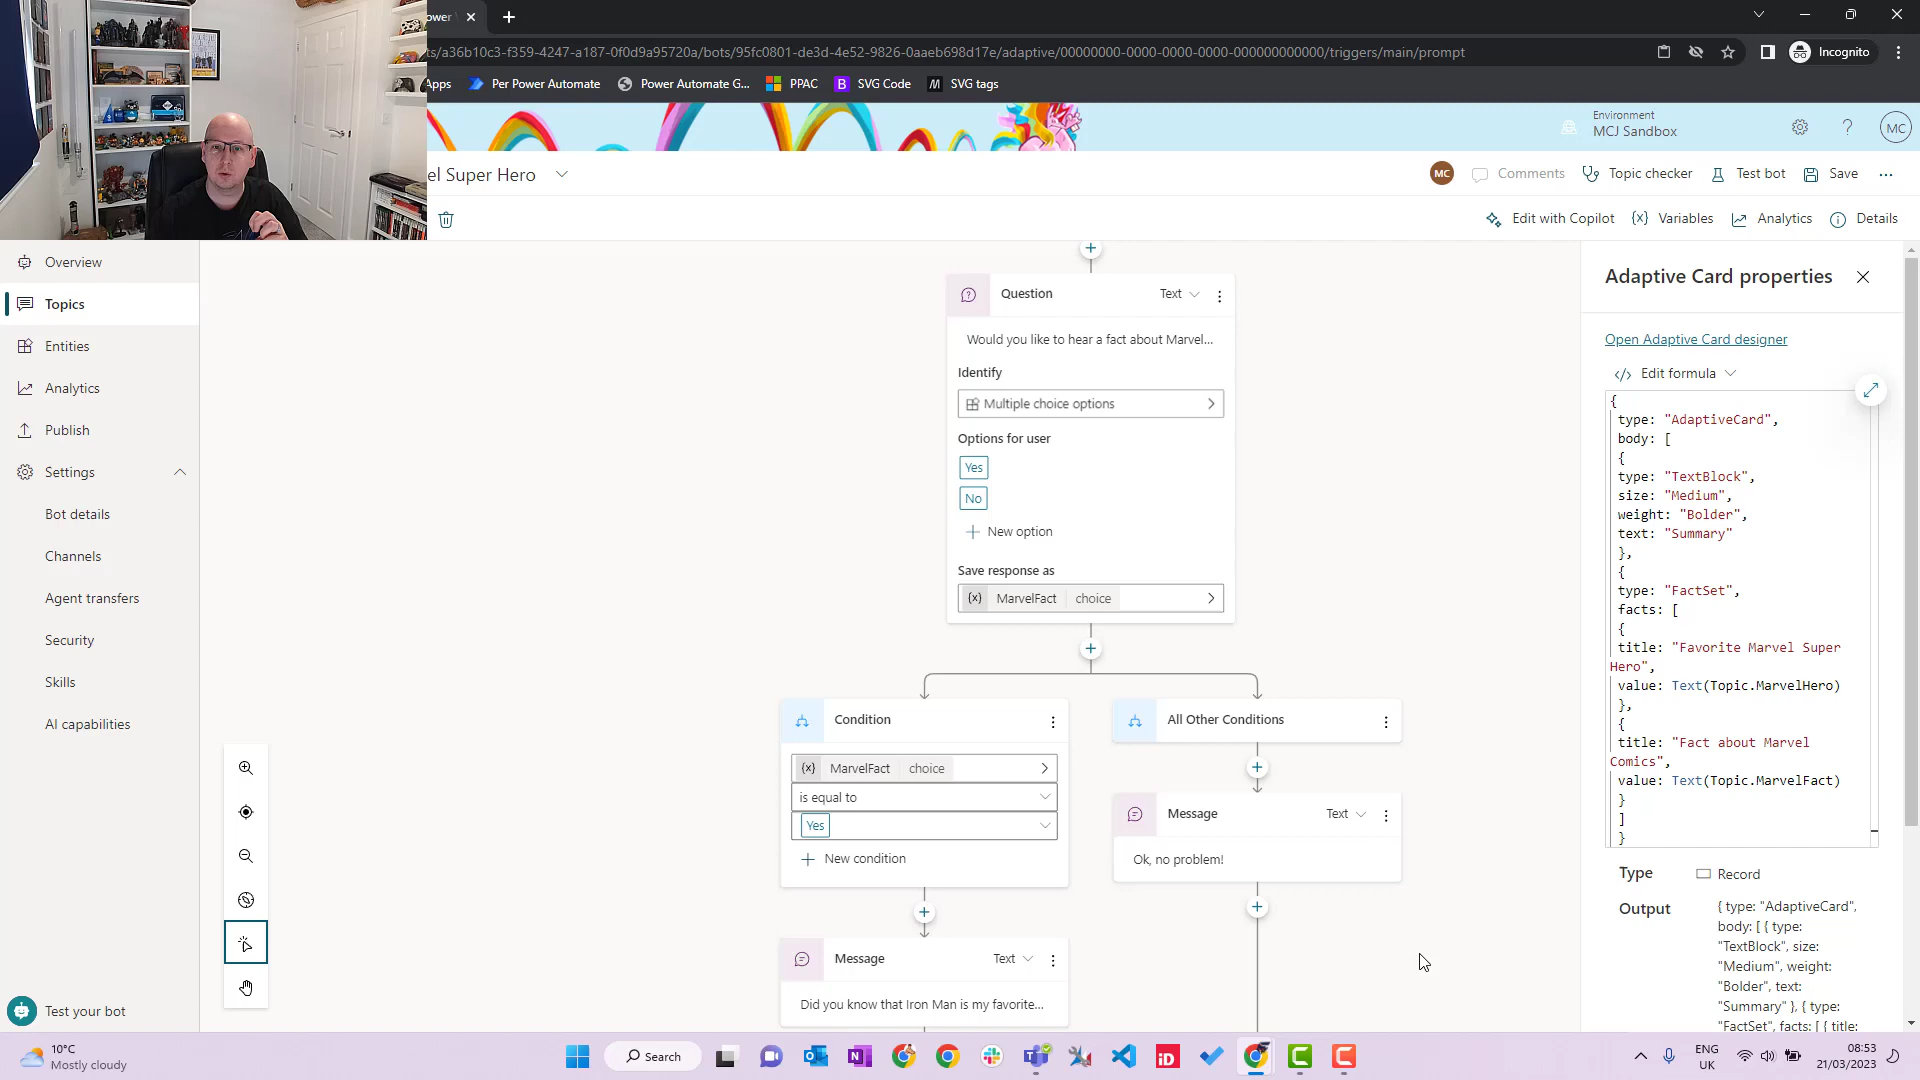 ower
ts/a36b10c3-f359-4247-a187-0f0d9a95720a/bots/95fc0801-de3d-4e52-9826-0aaeb698d17e/adaptive/00000000-0000-0000-0000-000000000000/triggers/main/prompt
Incognito
Apps
Per Power Automate
Power Automate G...
PPAC
SVG Code
SVG tags
Environment
MCJ Sandbox
MC
el Super Hero
MC
Comments
Topic checker
Test bot
Save
Edit with Copilot
Variables
Analytics
Details
Overview
Topics
Entities
Analytics
Publish
Settings
Bot details
Channels
Agent transfers
Security
Skills
AI capabilities
Test your bot
Question
Text
Would you like to hear a fact about Marvel...
Identify
Multiple choice options
Options for user
Yes
No
New option
Save response as
{x} MarvelFact choice
Condition
{x} MarvelFact choice
is equal to
Yes
New condition
All Other Conditions
Message Text
Ok, no problem!
Message Text
Did you know that Iron Man is my favorite...
Adaptive Card properties
Open Adaptive Card designer
</> Edit formula
{
type: "AdaptiveCard",
body: [
{
type: "TextBlock",
size: "Medium",
weight: "Bolder",
text: "Summary"
},
{
type: "FactSet",
facts: [
{
title: "Favorite Marvel Super
Hero",
value: Text(Topic.MarvelHero)
},
{
title: "Fact about Marvel
Comics",
value: Text(Topic.MarvelFact)
}
]
}
Type Record
Output { type: "AdaptiveCard",
body: [ { type:
"TextBlock", size:
"Medium", weight:
"Bolder", text:
"Summary" }, { type:
"FactSet", facts: [ { title:
10°C
Mostly cloudy
Search
iD
ENG
UK
08:53
21/03/2023